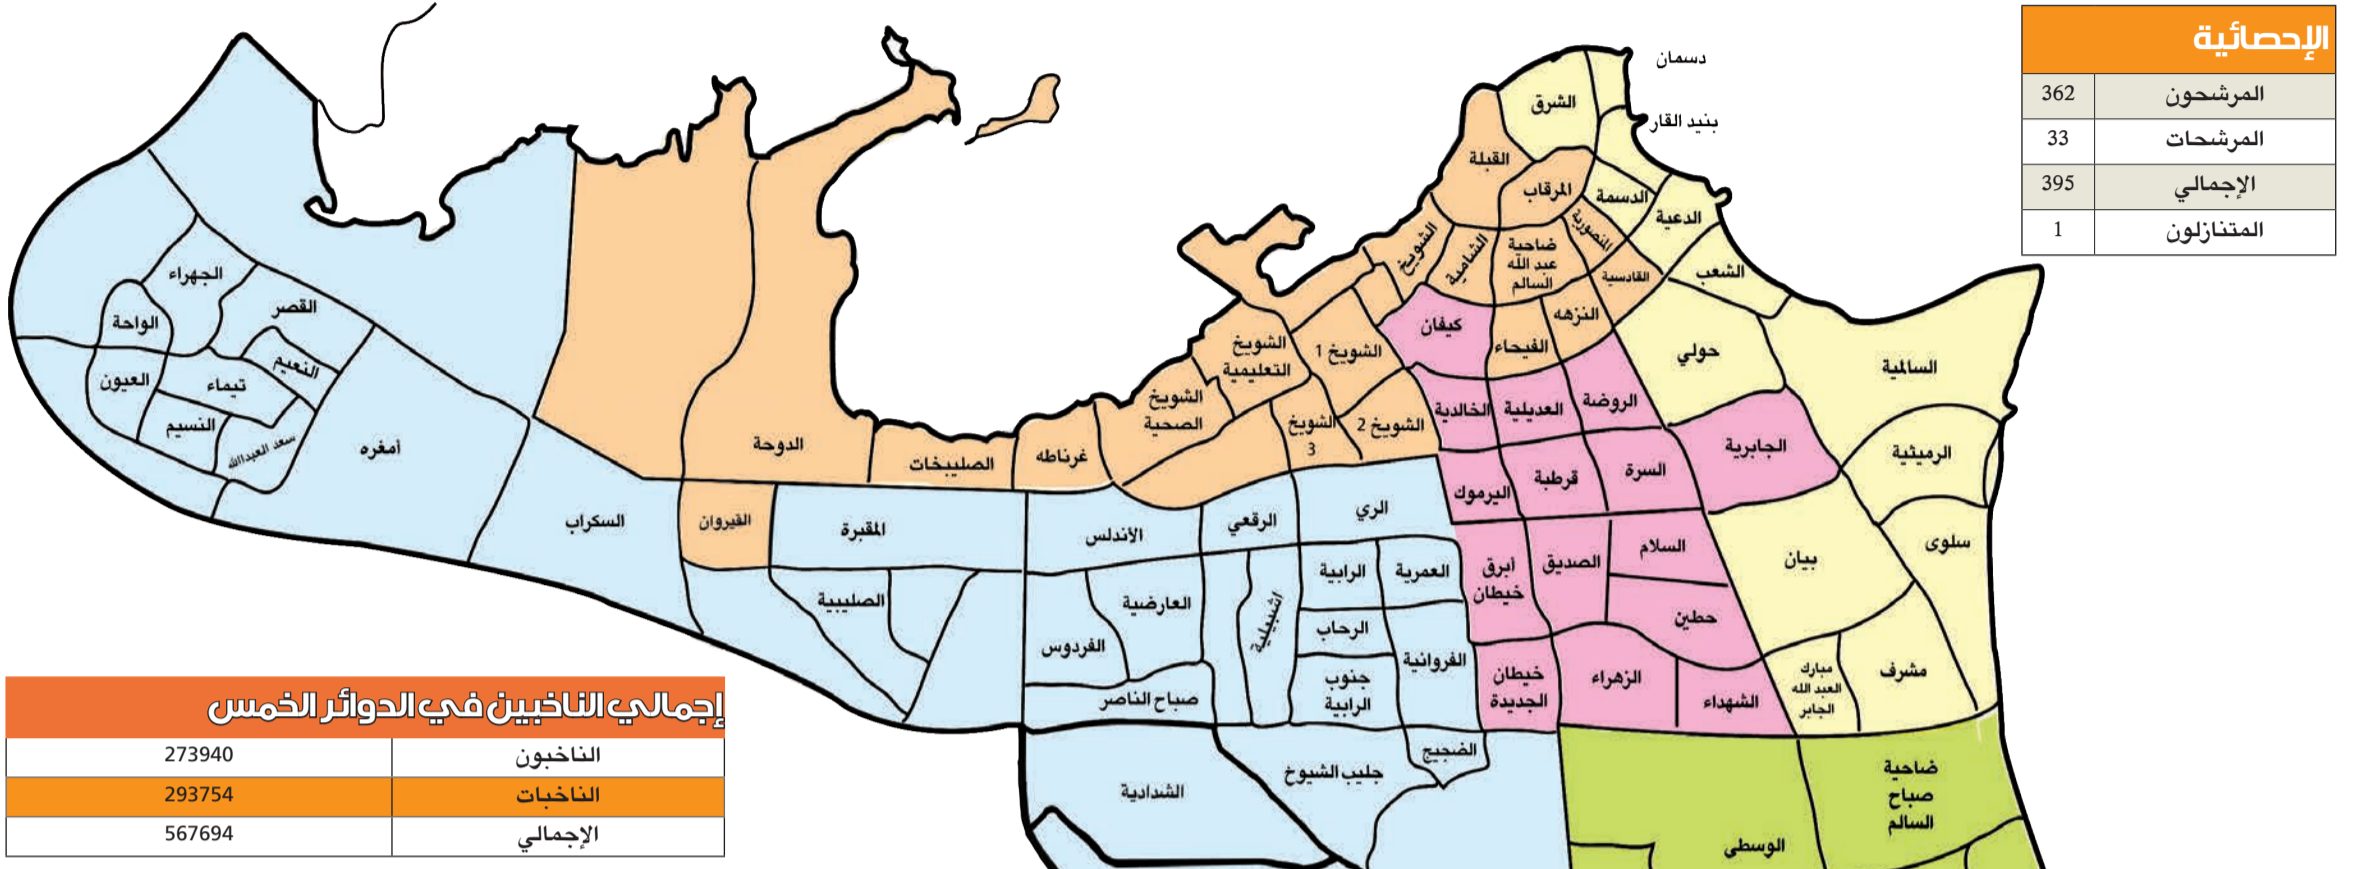 الإحصائية
المرشحون 362
المرشحات 33
الإجمالي 395
المتنازلون 1
دسمان
بنيد القار
الشرق
القبلة
المرقاب
الدسمة
الدعية
المنصورية
الشويخ
الشامية
ضاحية
عبد الله
السالم
القادسية
الشعب
النزهه
كيفان
الفيحاء
حولي
السالمية
الشويخ
التعليمية
الشويخ 1
الشويخ
الصحية
الشويخ
3
الشويخ 2
الخالدية
العديلية
الروضة
الجابرية
الرميثية
الجهراء
القصر
الواحة
النعيم
العيون
تيماء
النسيم
سعد العبدالله
أمغره
الدوحة
الصليبخات
غرناطه
اليرموك
قرطبة
السرة
السكراب
القيروان
المقبرة
الأندلس
الرقعي
الري
أبرق
خيطان
الصديق
السلام
حطين
بيان
سلوى
الصليبية
العارضية
الفردوس
صباح الناصر
اشبيلية
الرابية
العمرية
الرحاب
الفروانية
جنوب
الرابية
خيطان
الجديدة
الزهراء
الشهداء
مبارك
العبد الله
الجابر
مشرف
الشدادية
جليب الشيوخ
الضجيج
ضاحية
صباح
السالم
الوسطى
إجمالي الناخبين في الدوائر الخمس
الناخبون 273940
الناخبات 293754
الإجمالي 567694